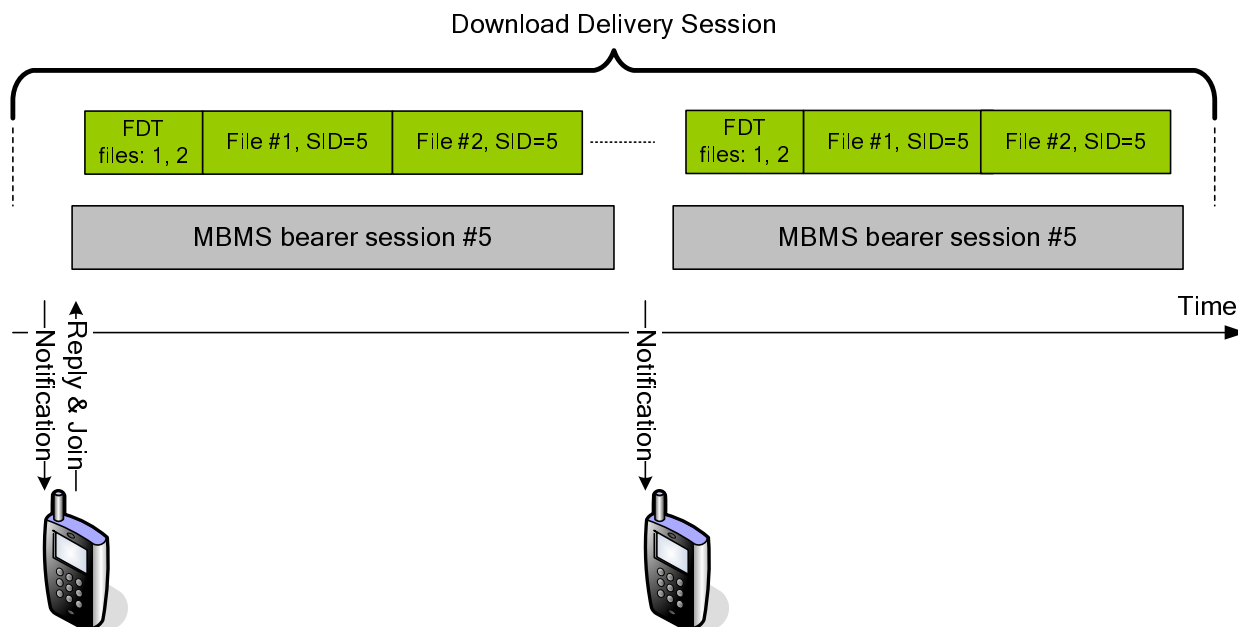 Download Delivery Session
FDT
files: 1, 2
File #1, SID=5
File #2, SID=5
FDT
files: 1, 2
File #1, SID=5
File #2, SID=5
MBMS bearer session #5
MBMS bearer session #5
Time
Notification
Reply & Join
Notification